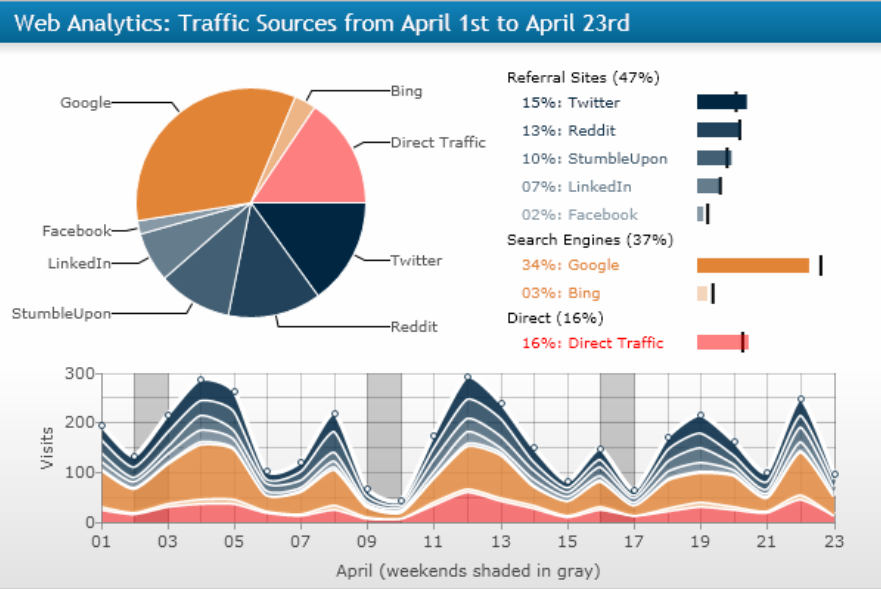 Web Analytics: Traffic Sources from April 1st to April 23rd
Google
Bing
Direct Traffic
Facebook
LinkedIn
StumbleUpon
Twitter
Reddit
Referral Sites (47%)
15%: Twitter
13%: Reddit
10%: StumbleUpon
07%: LinkedIn
02%: Facebook
Search Engines (37%)
34%: Google
03%: Bing
Direct (16%)
16%: Direct Traffic
Visits
300
200
100
0
01 03 05 07 09 11 13 15 17 19 21 23
April (weekends shaded in gray)